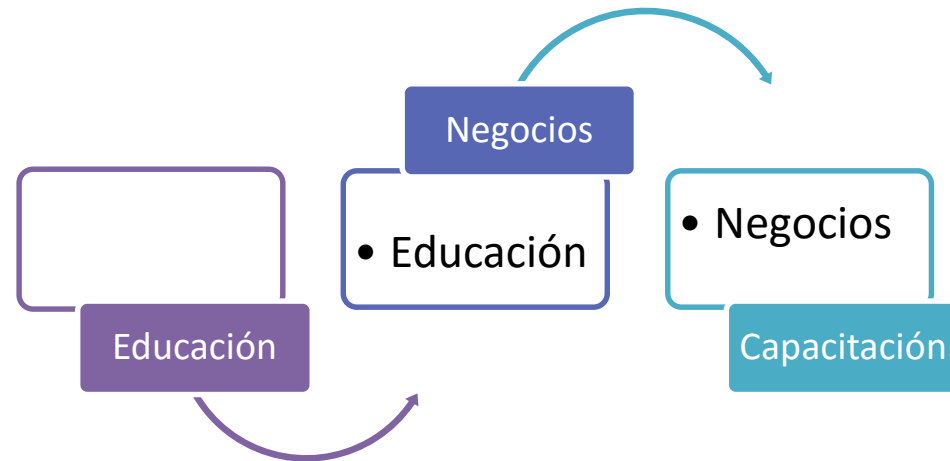 Educación
Negocios
• Educación
• Negocios
Capacitación